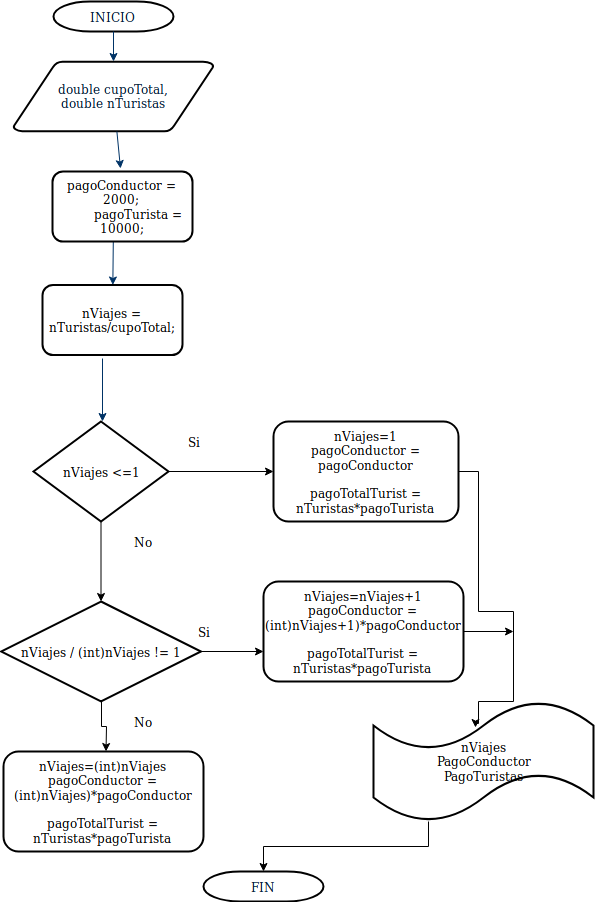 INICIO
double cupoTotal,
double nTuristas
pagoConductor =
2000;
pagoTurista =
10000;
nViajes =
nTuristas/cupoTotal;
nViajes <=1
Si
nViajes=1
pagoConductor =
pagoConductor
pagoTotalTurist =
nTuristas*pagoTurista
No
nViajes / (int)nViajes != 1
Si
nViajes=nViajes+1
pagoConductor =
(int)nViajes+1)*pagoConductor
pagoTotalTurist =
nTuristas*pagoTurista
No
nViajes=(int)nViajes
pagoConductor =
(int)nViajes)*pagoConductor
pagoTotalTurist =
nTuristas*pagoTurista
nViajes
PagoConductor
PagoTuristas
FIN